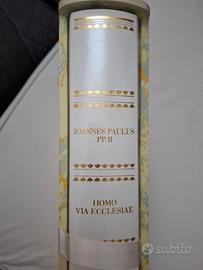 IOANNES PAULUS
PP. II
HOMO
VIA ECCLESIAE
subito